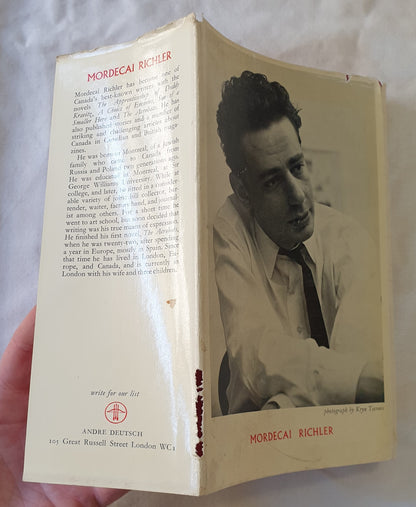 MORDECAI RICHLER
Mordecai Richler has become one of
Canada's best-known writers with the
novels The Apprenticeship of Duddy
Kravitz, A Choice of Enemies, Son of a
Smaller Hero and The Acrobats. He has
also published stories and a number of
striking and challenging articles about
Canada in Canadian and British maga-
zines.
He was born in Montreal, of a Jewish
family who came to Canada from
Russia and Poland two generations ago.
He was educated in Montreal, at Sir
George Williams University. While at
college, and later, he fitted in a consider-
able variety of jobs: bill collector, bar-
tender, waiter, factory hand, and journal-
ist among others. For a short time he
went to art school, but soon decided that
writing was his true means of expression.
He finished his first novel, The Acrobats,
when he was twenty-two, after spending
a year in Europe, mostly in Spain. Since
that time he has lived in London, Eu-
rope, and Canada, and is currently in
London with his wife and three children.
write for our list
ANDRE DEUTSCH
105 Great Russell Street London WC1
photograph by Kryn Taconis
MORDECAI RICHLER